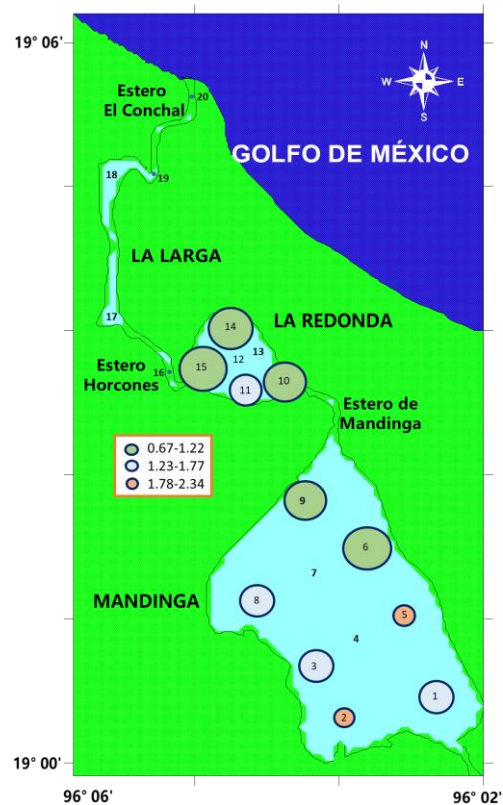 19° 06'
N
W E
S
Estero
El Conchal
20
GOLFO DE MÉXICO
18
19
LA LARGA
17
LA REDONDA
14
13
12
15
16
Estero
Horcones
10
11
Estero de
Mandinga
0.67-1.22
1.23-1.77
1.78-2.34
9
6
7
MANDINGA
8
5
4
3
1
2
19° 00'
96° 06'
96° 02'